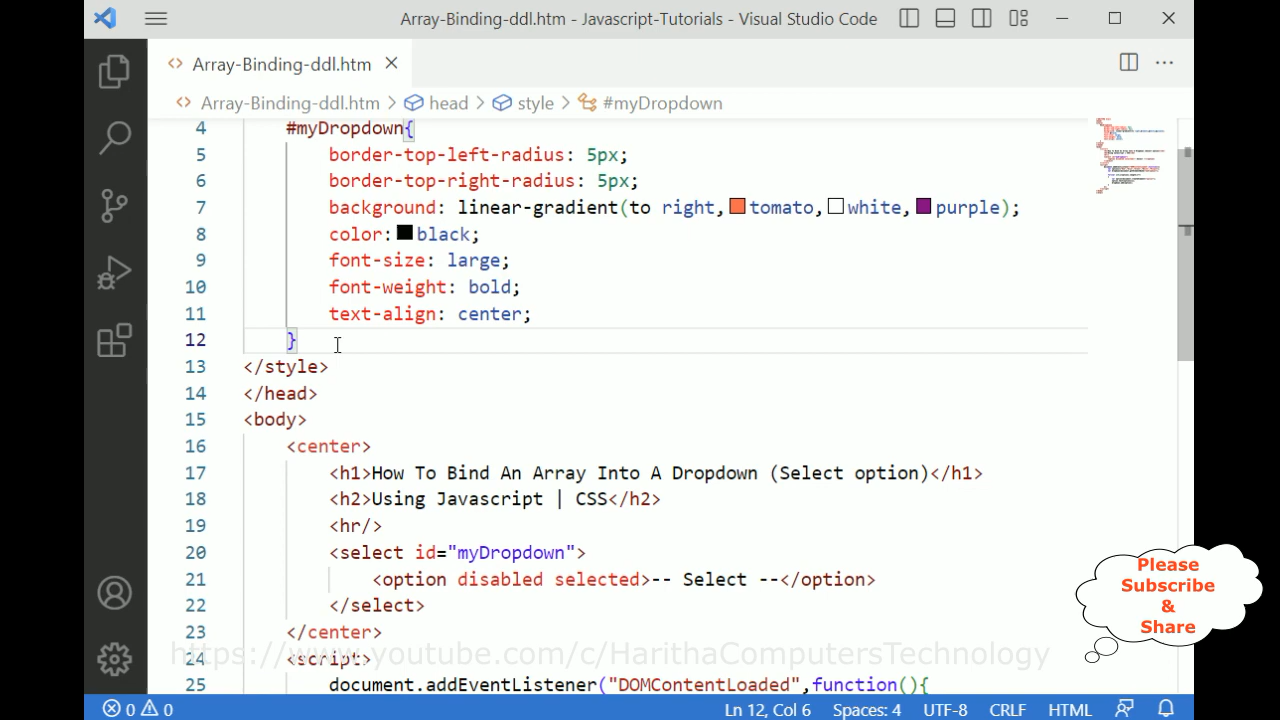 Array-Binding-ddl.htm - Javascript-Tutorials - Visual Studio Code
Array-Binding-ddl.htm
Array-Binding-ddl.htm > head > style > #myDropdown
4 #myDropdown{
5 border-top-left-radius: 5px;
6 border-top-right-radius: 5px;
7 background: linear-gradient(to right,tomato,white,purple);
8 color:black;
9 font-size: large;
10 font-weight: bold;
11 text-align: center;
12 }
13 </style>
14 </head>
15 <body>
16 <center>
17 <h1>How To Bind An Array Into A Dropdown (Select option)</h1>
18 <h2>Using Javascript | CSS</h2>
19 <hr/>
20 <select id="myDropdown">
21 <option disabled selected>-- Select --</option>
22 </select>
23 </center>
24 <script>
25 document.addEventListener("DOMContentLoaded",function(){
Please
Subscribe
&
Share
https://www.youtube.com/c/HarithaComputersTechnology
0 0 Ln 12, Col 6 Spaces: 4 UTF-8 CRLF HTML